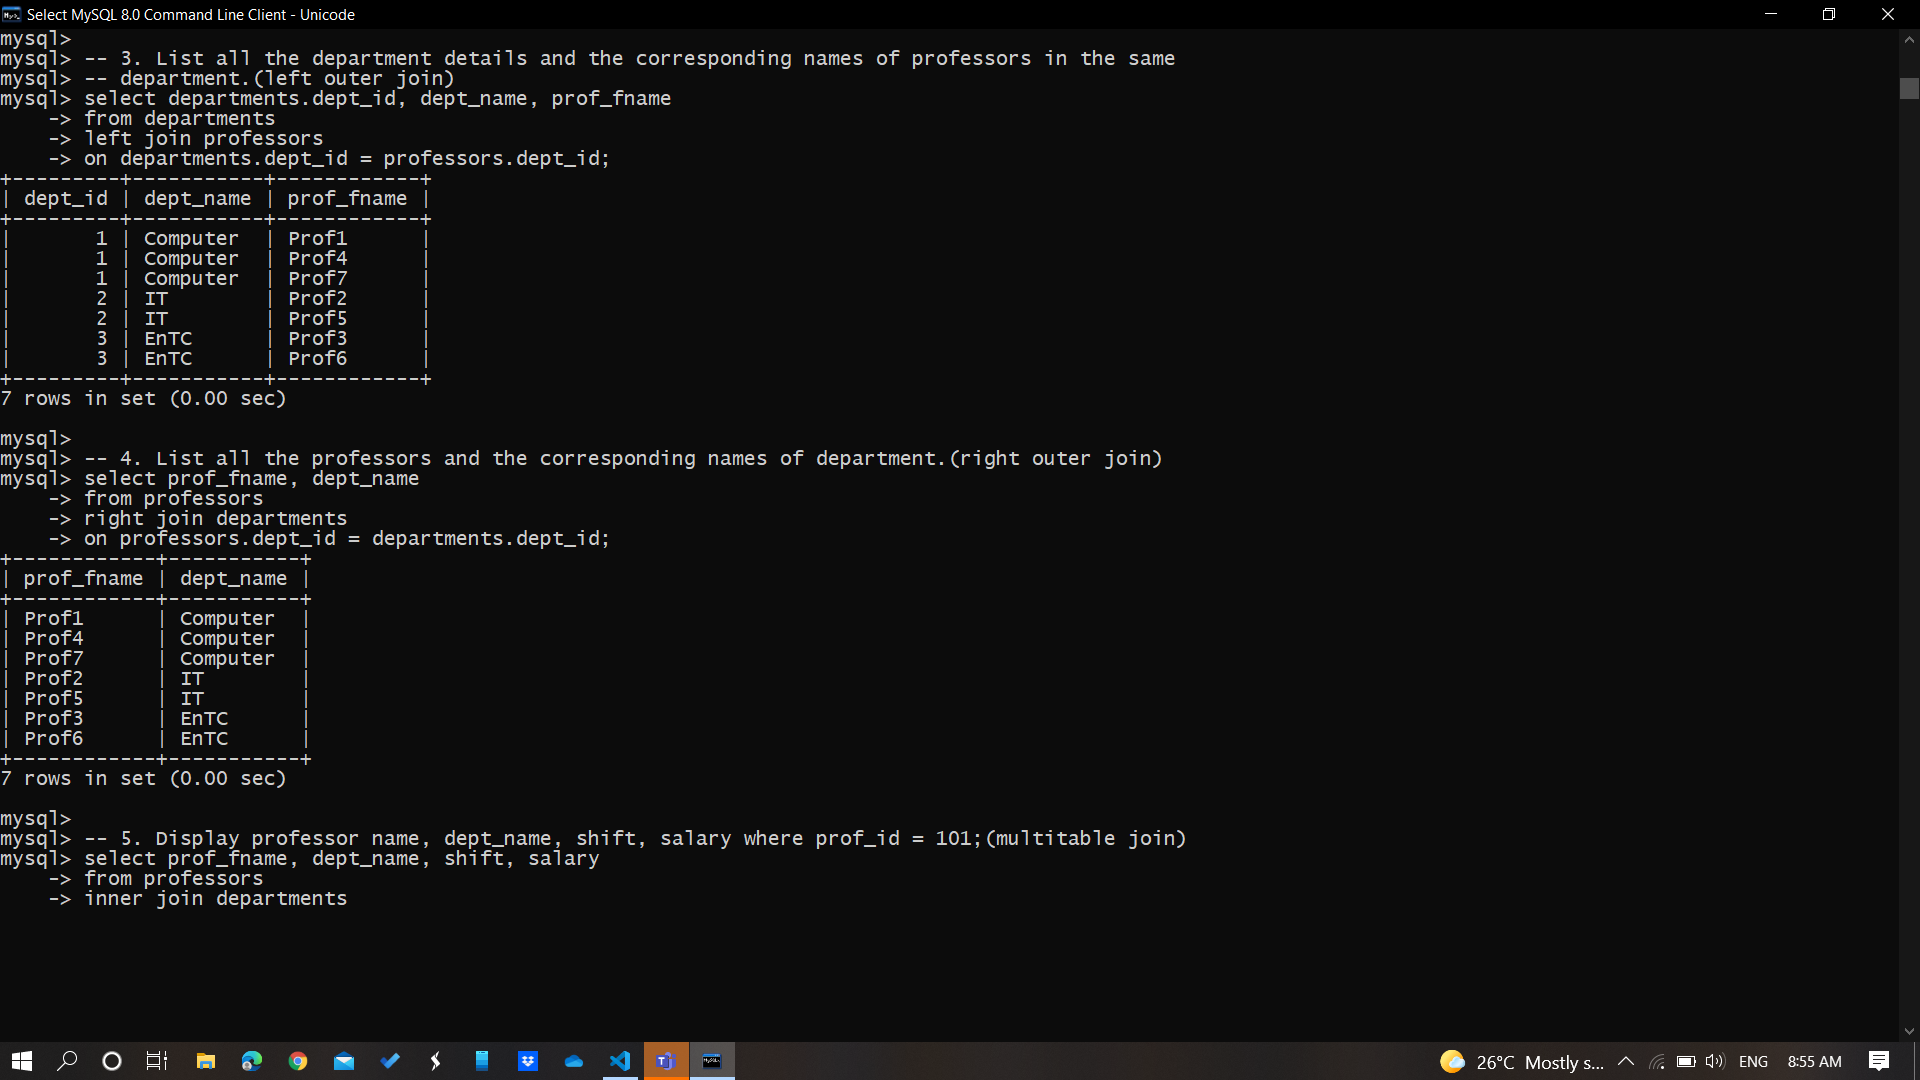 Select MySQL 8.0 Command Line Client - Unicode
mysql>
mysql> -- 3. List all the department details and the corresponding names of professors in the same
mysql> -- department.(left outer join)
mysql> select departments.dept_id, dept_name, prof_fname
    -> from departments
    -> left join professors
    -> on departments.dept_id = professors.dept_id;
+---------+-----------+------------+
| dept_id | dept_name | prof_fname |
+---------+-----------+------------+
|       1 | Computer  | Prof1      |
|       1 | Computer  | Prof4      |
|       1 | Computer  | Prof7      |
|       2 | IT        | Prof2      |
|       2 | IT        | Prof5      |
|       3 | EnTC      | Prof3      |
|       3 | EnTC      | Prof6      |
+---------+-----------+------------+
7 rows in set (0.00 sec)
mysql>
mysql> -- 4. List all the professors and the corresponding names of department.(right outer join)
mysql> select prof_fname, dept_name
    -> from professors
    -> right join departments
    -> on professors.dept_id = departments.dept_id;
+------------+-----------+
| prof_fname | dept_name |
+------------+-----------+
| Prof1      | Computer  |
| Prof4      | Computer  |
| Prof7      | Computer  |
| Prof2      | IT        |
| Prof5      | IT        |
| Prof3      | EnTC      |
| Prof6      | EnTC      |
+------------+-----------+
7 rows in set (0.00 sec)
mysql>
mysql> -- 5. Display professor name, dept_name, shift, salary where prof_id = 101;(multitable join)
mysql> select prof_fname, dept_name, shift, salary
    -> from professors
    -> inner join departments
26°C Mostly s... ENG 8:55 AM